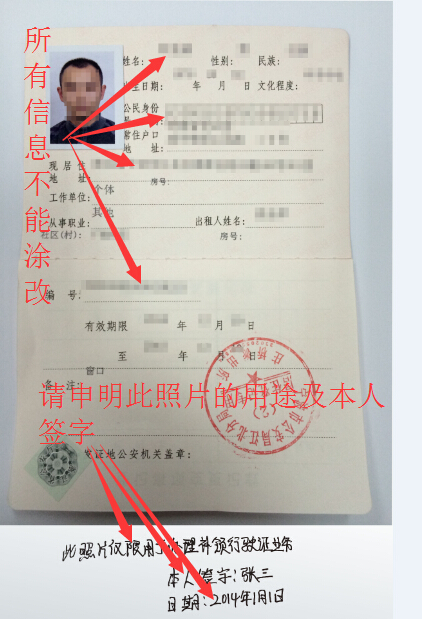 所有信息不能涂改
姓名: 性别: 民族:
出生日期: 年 月 日 文化程度:
公民身份
常住户口
地 址:
现 居 住
地 址: 房号:
个体
工作单位:
其他
从事职业: 出租人姓名:
社区(村): 房号:
编 号:
有效期限 年 月 日
至 年 月 日
窗口
备 注:
请申明此照片的用途及本人
签字
发证地公安机关盖章:
此照片仅限用于办理补领行驶证业务
本人签字:张三
日期:2014年1月1日